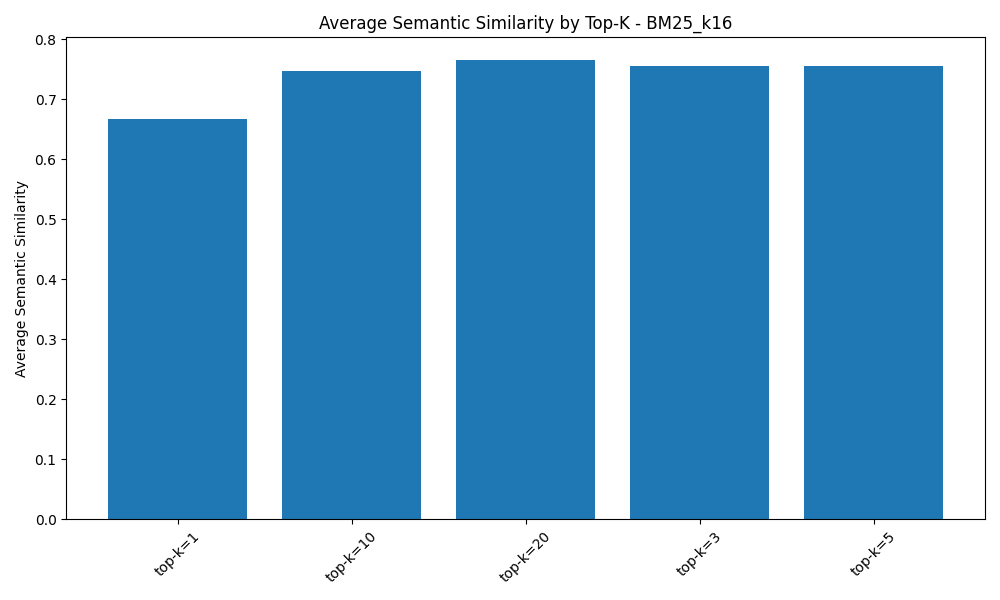 Average Semantic Similarity by Top-K - BM25_k16
Average Semantic Similarity
0.8
0.7
0.6
0.5
0.4
0.3
0.2
0.1
0.0
top-k=1
top-k=10
top-k=20
top-k=3
top-k=5